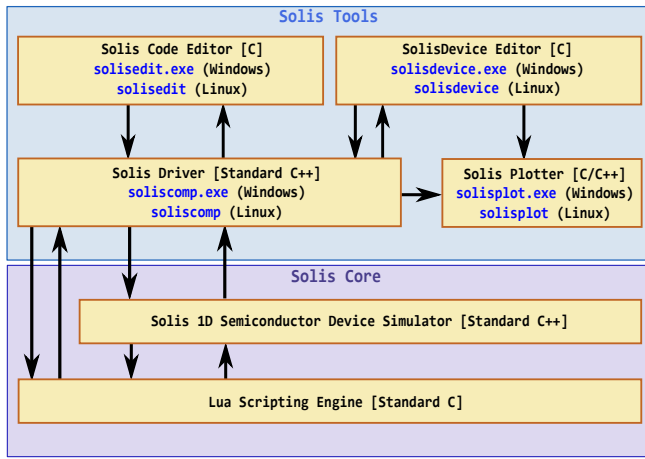 Solis Tools
Solis Code Editor [C]
solisedit.exe (Windows)
solisedit (Linux)
SolisDevice Editor [C]
solisdevice.exe (Windows)
solisdevice (Linux)
Solis Driver [Standard C++]
soliscomp.exe (Windows)
soliscomp (Linux)
Solis Plotter [C/C++]
solisplot.exe (Windows)
solisplot (Linux)
Solis Core
Solis 1D Semiconductor Device Simulator [Standard C++]
Lua Scripting Engine [Standard C]